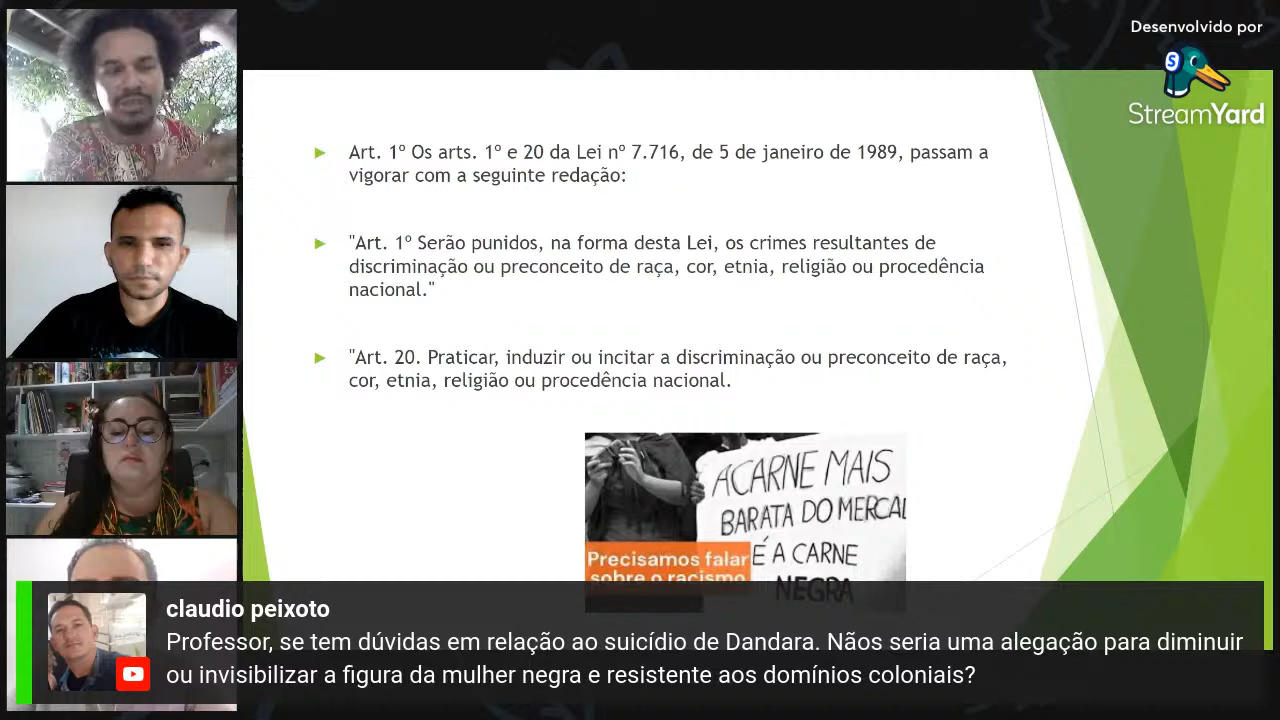 Desenvolvido por
StreamYard
Art. 1º Os arts. 1º e 20 da Lei nº 7.716, de 5 de janeiro de 1989, passam a
vigorar com a seguinte redação:
"Art. 1º Serão punidos, na forma desta Lei, os crimes resultantes de
discriminação ou preconceito de raça, cor, etnia, religião ou procedência
nacional."
"Art. 20. Praticar, induzir ou incitar a discriminação ou preconceito de raça,
cor, etnia, religião ou procedência nacional.
A CARNE MAIS
BARATA DO MERCAD
É A CARNE
NEGRA
Precisamos falar
sobre o racismo
claudio peixoto
Professor, se tem dúvidas em relação ao suicídio de Dandara. Nãos seria uma alegação para diminuir
ou invisibilizar a figura da mulher negra e resistente aos domínios coloniais?